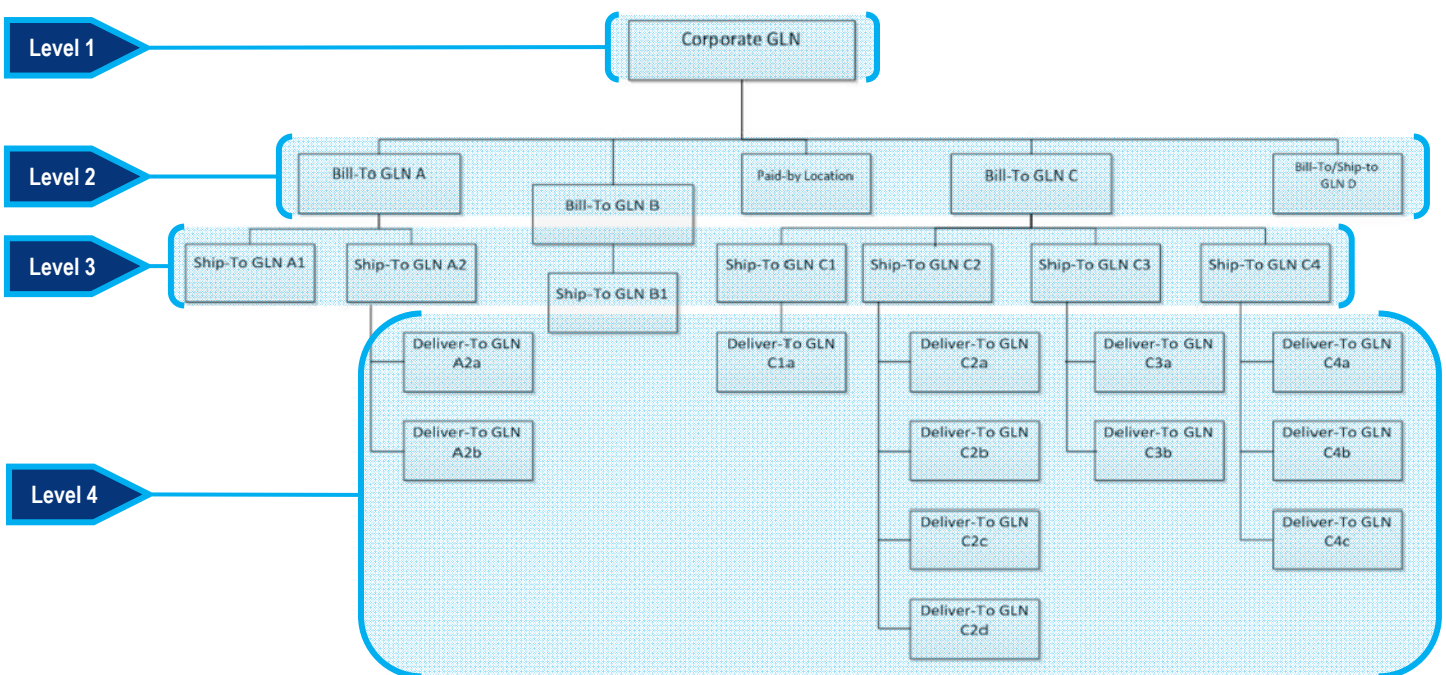 Level 1
Corporate GLN
Level 2
Bill-To GLN A
Bill-To GLN B
Paid-by Location
Bill-To GLN C
Bill-To/Ship-to
GLN D
Level 3
Ship-To GLN A1
Ship-To GLN A2
Ship-To GLN B1
Ship-To GLN C1
Ship-To GLN C2
Ship-To GLN C3
Ship-To GLN C4
Level 4
Deliver-To GLN
A2a
Deliver-To GLN
C1a
Deliver-To GLN
C2a
Deliver-To GLN
C3a
Deliver-To GLN
C4a
Deliver-To GLN
A2b
Deliver-To GLN
C2b
Deliver-To GLN
C3b
Deliver-To GLN
C4b
Deliver-To GLN
C2c
Deliver-To GLN
C4c
Deliver-To GLN
C2d